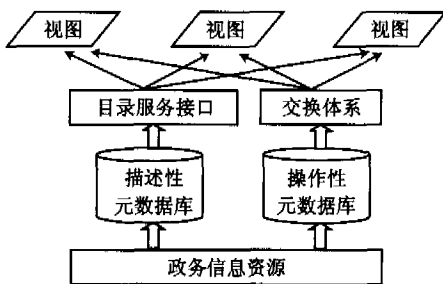 视图
视图
视图
目录服务接口
交换体系
描述性
元数据库
操作性
元数据库
政务信息资源